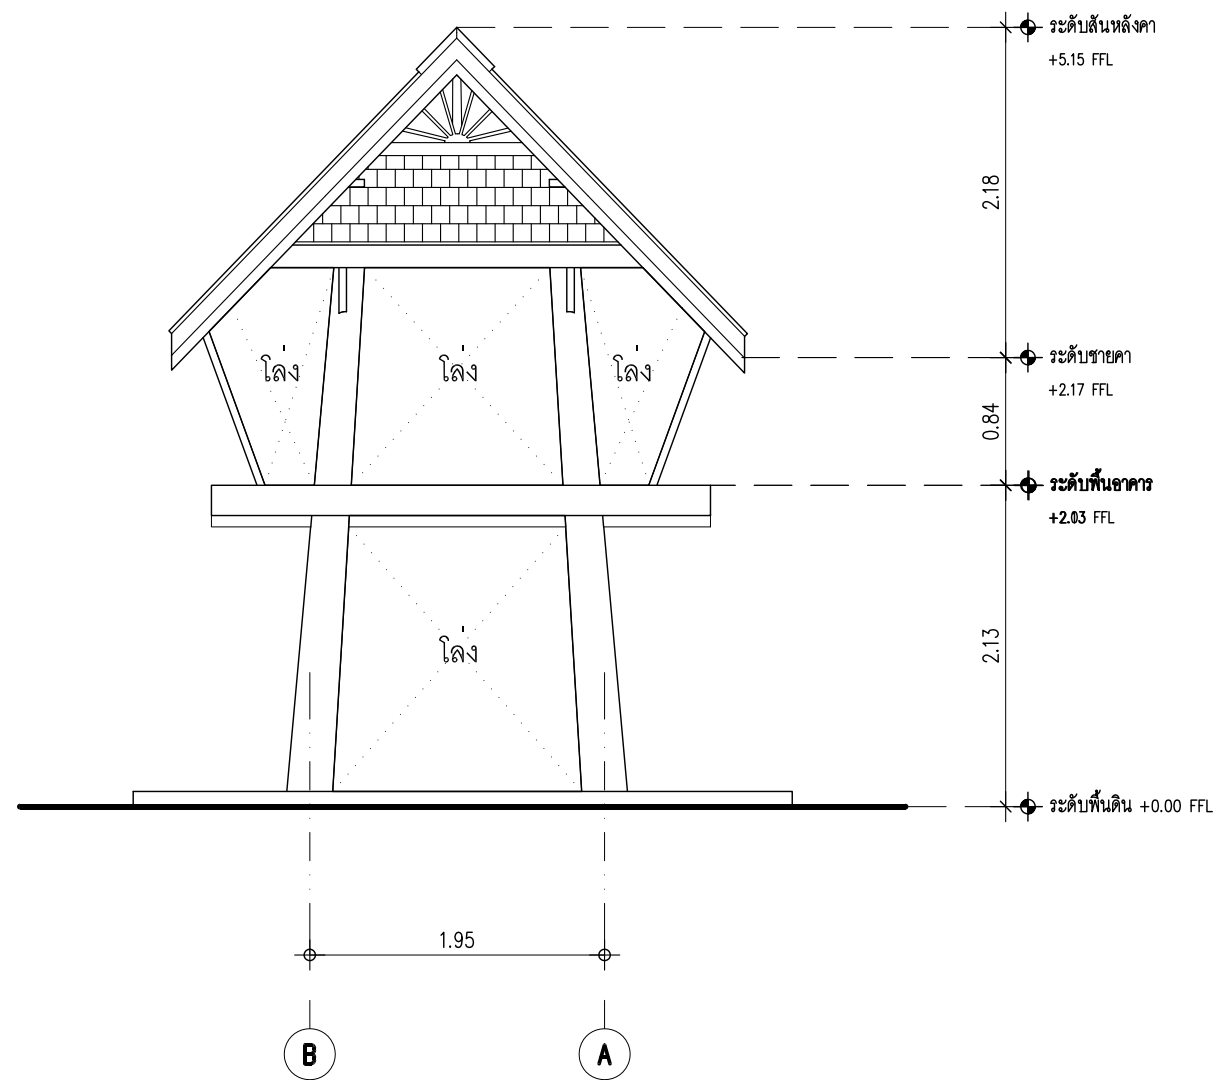 ระดับสันหลังคา
+5.15 FFL
2.18
โล่ง
โล่ง
โล่ง
ระดับชายคา
+2.17 FFL
0.84
ระดับพื้นอาคาร
FFL
2.13
โล่ง
ระดับพื้นดิน +0.00 FFL
1.95
B
A